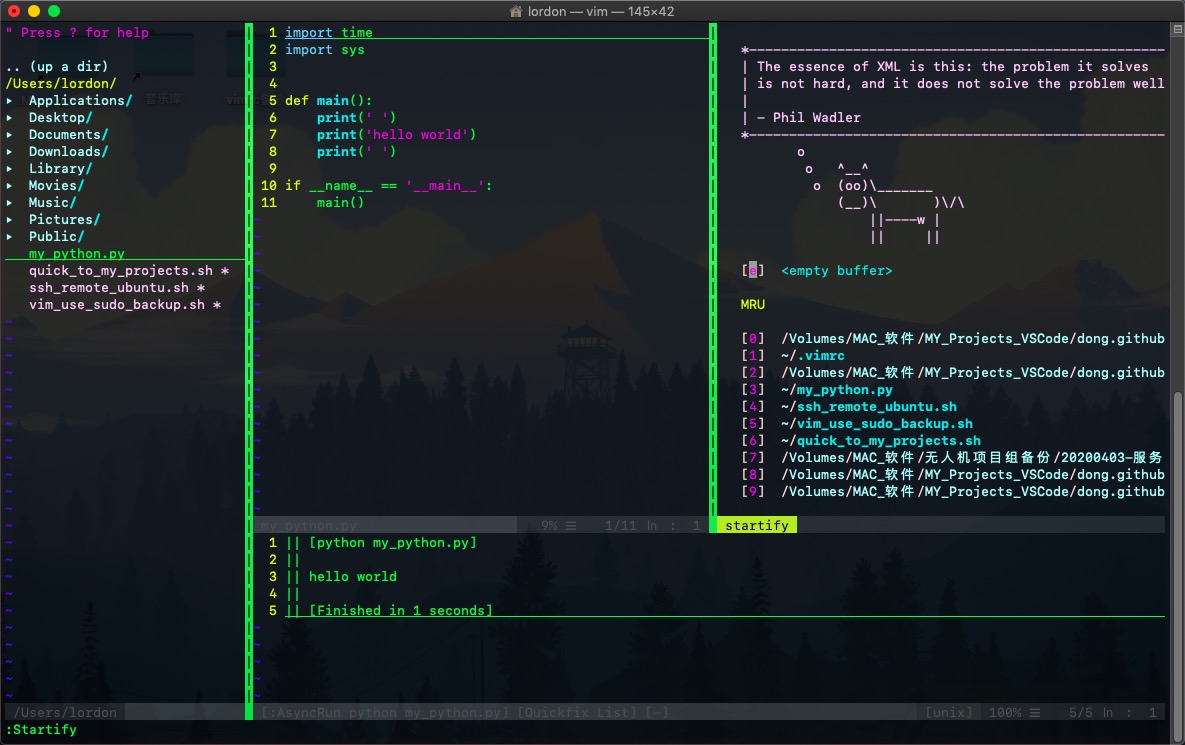 lordon — vim — 145×42
" Press ? for help
.. (up a dir)
/Users/lordon/
▸ Applications/
▸ Desktop/
▸ Documents/
▸ Downloads/
▸ Library/
▸ Movies/
▸ Music/
▸ Pictures/
▸ Public/
my_python.py
quick_to_my_projects.sh *
ssh_remote_ubuntu.sh *
vim_use_sudo_backup.sh *
/Users/lordon
1 import time
2 import sys
3
4
5 def main():
6     print(' ')
7     print('hello world')
8     print(' ')
9
10 if __name__ == '__main__':
11     main()
my_python.py 9% ☰ 1/11 ln : 1
*————————————————————
| The essence of XML is this: the problem it solves
| is not hard, and it does not solve the problem well
|
| - Phil Wadler
*————————————————————
o
o   ^__^
o  (oo)\_______
(__)\       )\/\
||----w |
||     ||
[e]  <empty buffer>
MRU
[0]  /Volumes/MAC_软件/MY_Projects_VSCode/dong.github
[1]  ~/.vimrc
[2]  /Volumes/MAC_软件/MY_Projects_VSCode/dong.github
[3]  ~/my_python.py
[4]  ~/ssh_remote_ubuntu.sh
[5]  ~/vim_use_sudo_backup.sh
[6]  ~/quick_to_my_projects.sh
[7]  /Volumes/MAC_软件/无人机项目组备份/20200403-服务
[8]  /Volumes/MAC_软件/MY_Projects_VSCode/dong.github
[9]  /Volumes/MAC_软件/MY_Projects_VSCode/dong.github
startify
1 || [python my_python.py]
2 ||
3 || hello world
4 ||
5 || [Finished in 1 seconds]
[:AsyncRun python my_python.py] [Quickfix List] [-] [unix] 100% ☰ 5/5 ln : 1
:Startify